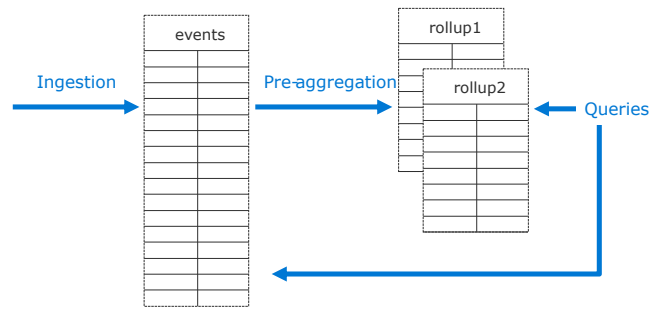 events
rollup1
Ingestion
Pre-aggregation
rollup2
Queries